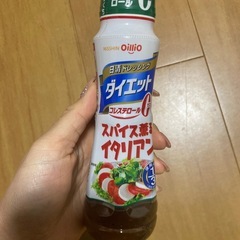 ロール0
NISSHIN OilliO
日清ドレッシング
ダイエット
コレステロール0
スパイス薫る
イタリアン